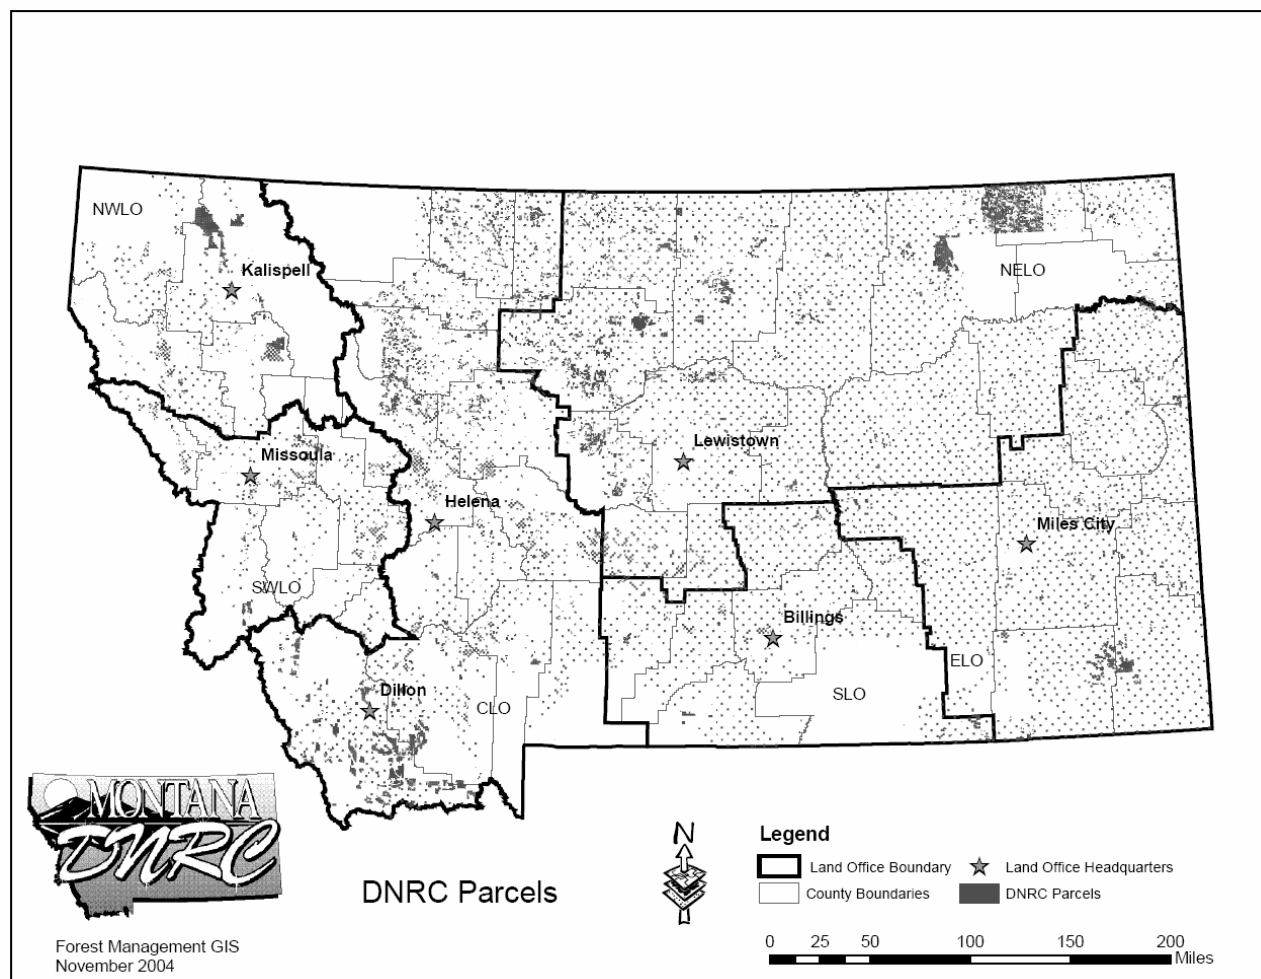 NWLO
Kalispell
NELO
Lewistown
Missoula
Helena
Miles City
SWLO
Billings
ELO
Dillon
CLO
SLO
MONTANA
DNRC
N
Legend
Land Office Boundary
Land Office Headquarters
County Boundaries
DNRC Parcels
DNRC Parcels
Forest Management GIS
November 2004
0 25 50 100 150 200
Miles